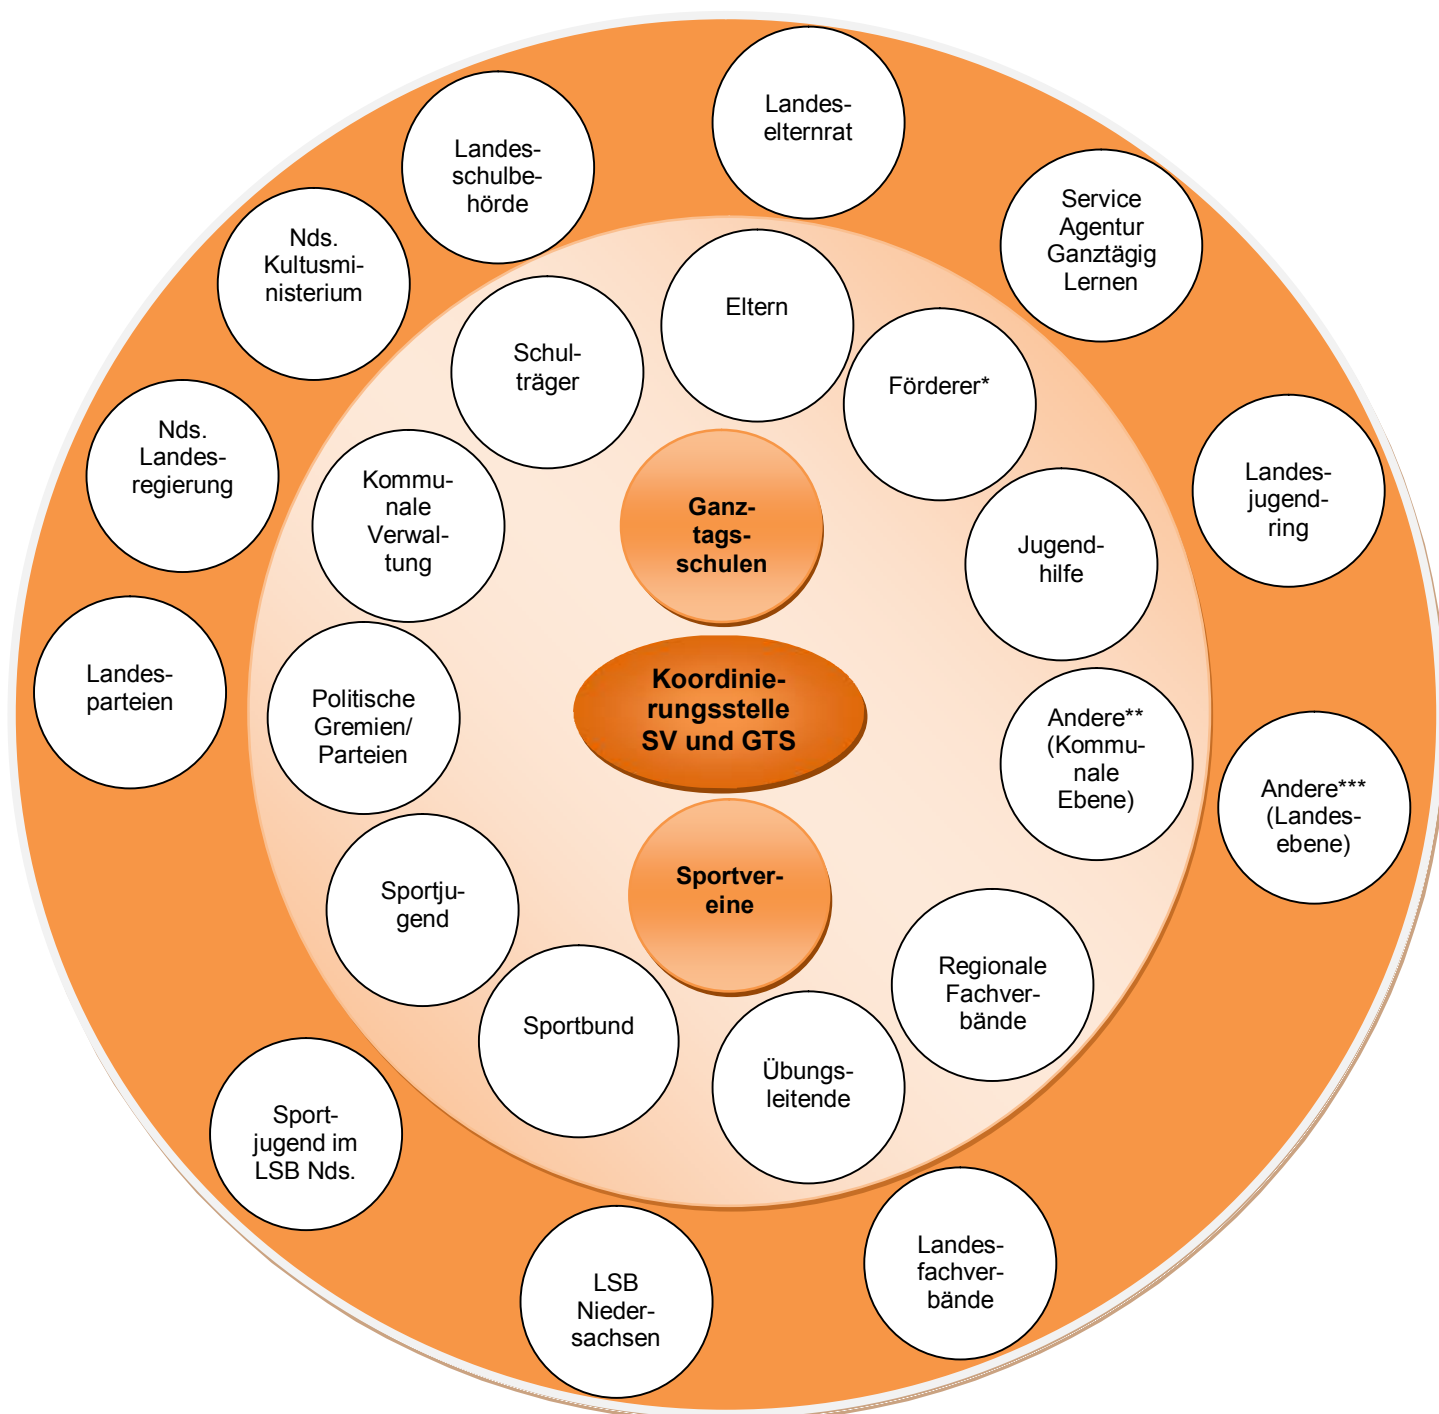 Landes-
elternrat
Landes-
schulbe-
hörde
Service
Agentur
Ganztägig
Lernen
Nds.
Kultusmi-
nisterium
Eltern
Schul-
träger
Förderer*
Nds.
Landes-
regierung
Kommu-
nale
Verwal-
tung
Ganz-
tags-
schulen
Landes-
jugend-
ring
Jugend-
hilfe
Landes-
parteien
Politische
Gremien/
Parteien
Koordinie-
rungsstelle
SV und GTS
Andere**
(Kommu-
nale
Ebene)
Andere***
(Landes-
ebene)
Sportju-
gend
Sportver-
eine
Regionale
Fachver-
bände
Sportbund
Übungs-
leitende
Sport-
jugend im
LSB Nds.
LSB
Nieder-
sachsen
Landes-
fachver-
bände